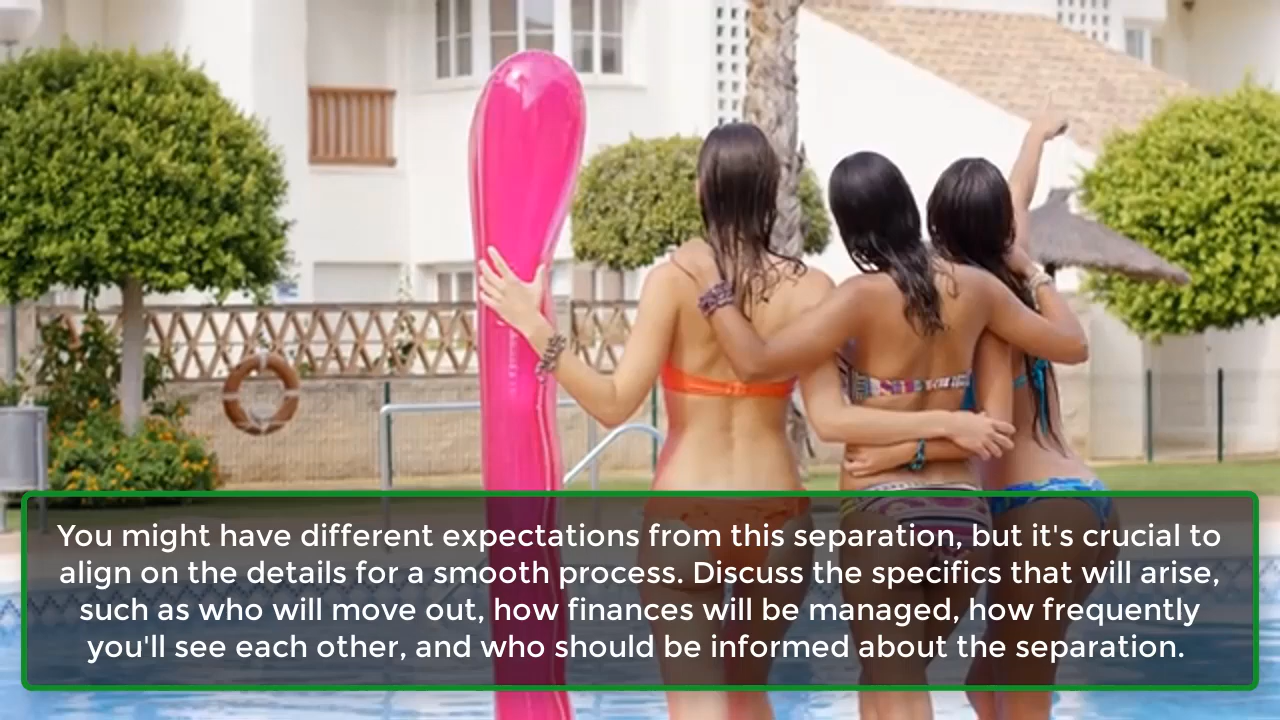 You might have different expectations from this separation, but it's crucial to
align on the details for a smooth process. Discuss the specifics that will arise,
such as who will move out, how finances will be managed, how frequently
you'll see each other, and who should be informed about the separation.